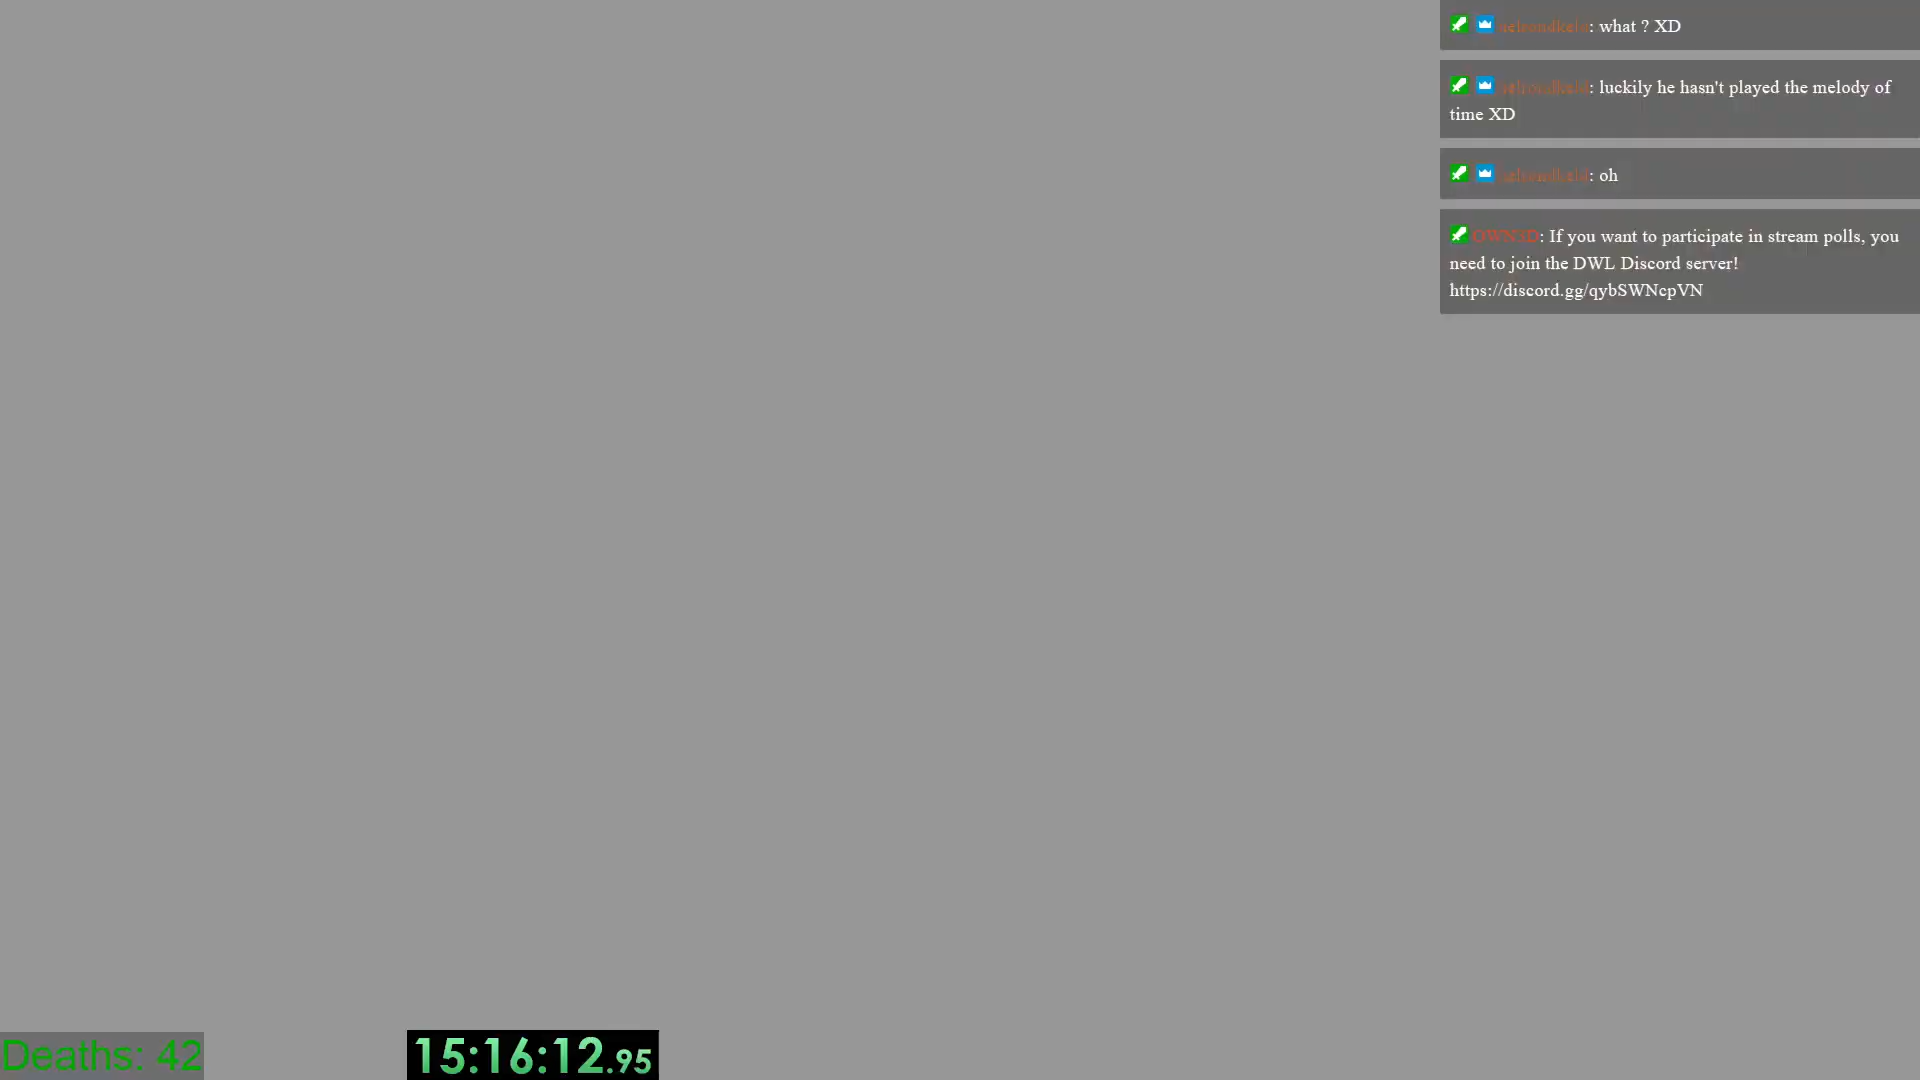 : what ? XD
: luckily he hasn't played the melody of
time XD
: oh
OWN3D: If you want to participate in stream polls, you
need to join the DWL Discord server!
https://discord.gg/qybSWNcpVN
Deaths: 42
15:16:12.95